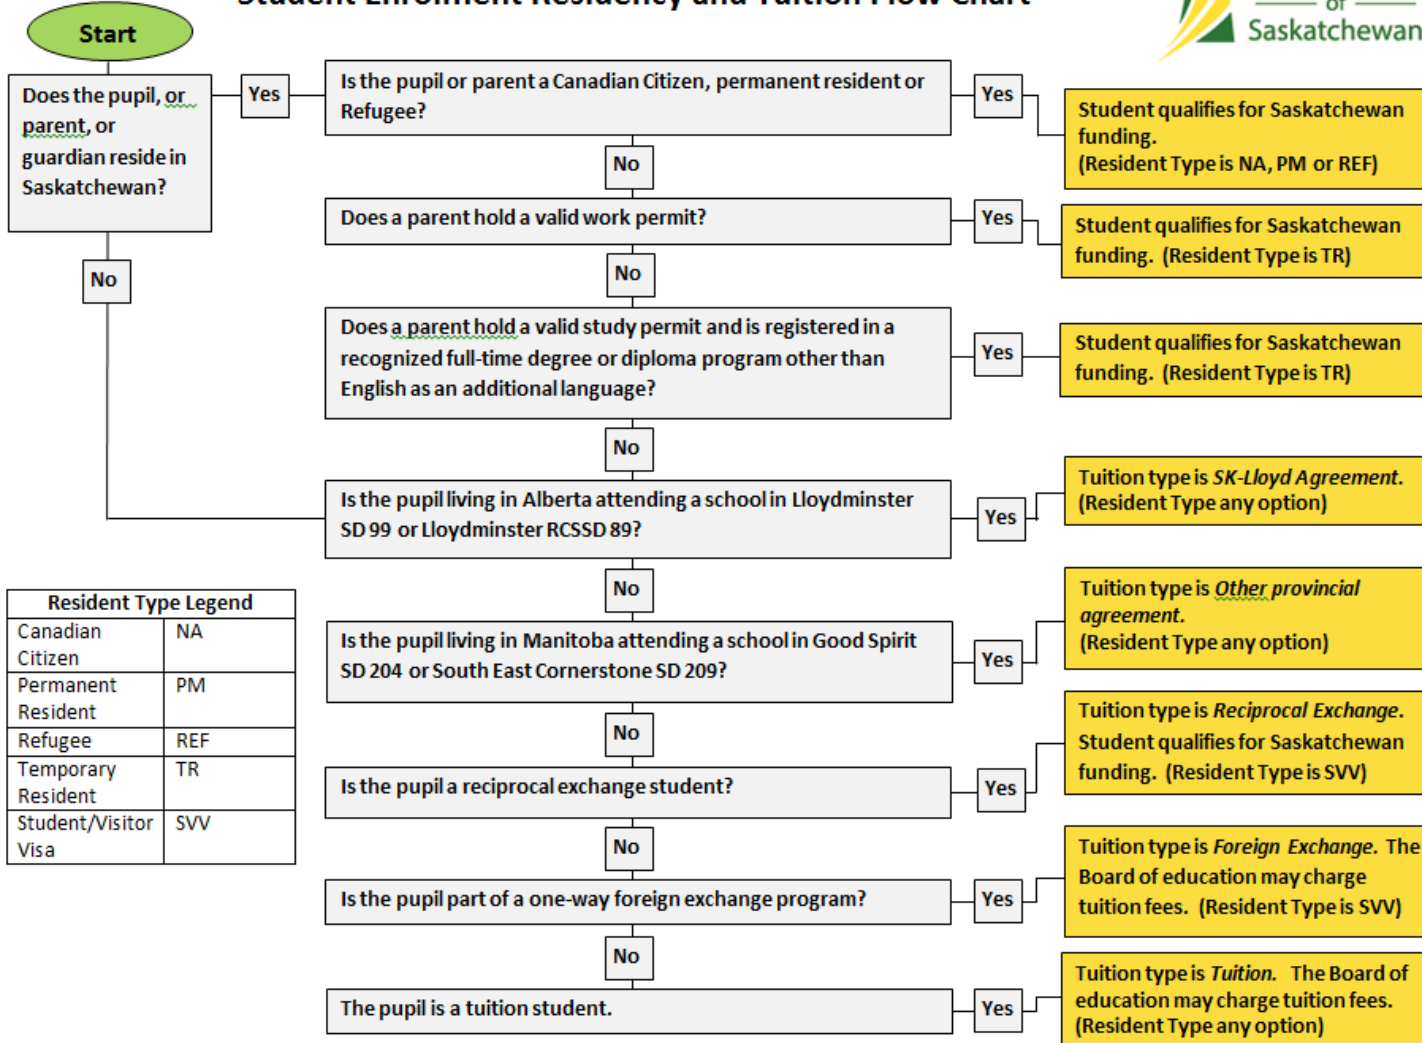 Student Enrolment Residency and Tuition Flow Chart
of
Saskatchewan
Start
Does the pupil, or
parent, or
guardian reside in
Saskatchewan?
Yes
Is the pupil or parent a Canadian Citizen, permanent resident or
Refugee?
Yes
Student qualifies for Saskatchewan
funding.
(Resident Type is NA, PM or REF)
No
Does a parent hold a valid work permit?
Yes
Student qualifies for Saskatchewan
funding. (Resident Type is TR)
No
No
Does a parent hold a valid study permit and is registered in a
recognized full-time degree or diploma program other than
English as an additional language?
Yes
Student qualifies for Saskatchewan
funding. (Resident Type is TR)
No
Is the pupil living in Alberta attending a school in Lloydminster
SD 99 or Lloydminster RCSSD 89?
Yes
Tuition type is SK-Lloyd Agreement.
(Resident Type any option)
No
Is the pupil living in Manitoba attending a school in Good Spirit
SD 204 or South East Cornerstone SD 209?
Yes
Tuition type is Other provincial
agreement.
(Resident Type any option)
No
Is the pupil a reciprocal exchange student?
Yes
Tuition type is Reciprocal Exchange.
Student qualifies for Saskatchewan
funding. (Resident Type is SVV)
No
Is the pupil part of a one-way foreign exchange program?
Yes
Tuition type is Foreign Exchange. The
Board of education may charge
tuition fees. (Resident Type is SVV)
No
The pupil is a tuition student.
Yes
Tuition type is Tuition. The Board of
education may charge tuition fees.
(Resident Type any option)
Resident Type Legend
Canadian NA
Citizen
Permanent PM
Resident
Refugee REF
Temporary TR
Resident
Student/Visitor SVV
Visa